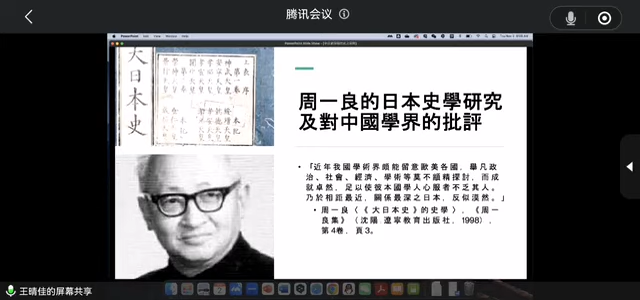 腾讯会议
大日本史
周一良的日本史學研究
及對中國學界的批評
•「近年我國學術界頗能留意歐美各國，舉凡政
治、社會、經濟、學術等莫不顓精探討，而成
就卓然，足以使彼本國學人心服者不乏其人。
乃於相距最近，關係最深之日本，反似漠然。」
• 周一良〈《大日本史》的史學〉，《周一
良集》（沈陽 遼寧教育出版社，1998），
第4卷，頁3。
王晴佳的屏幕共享